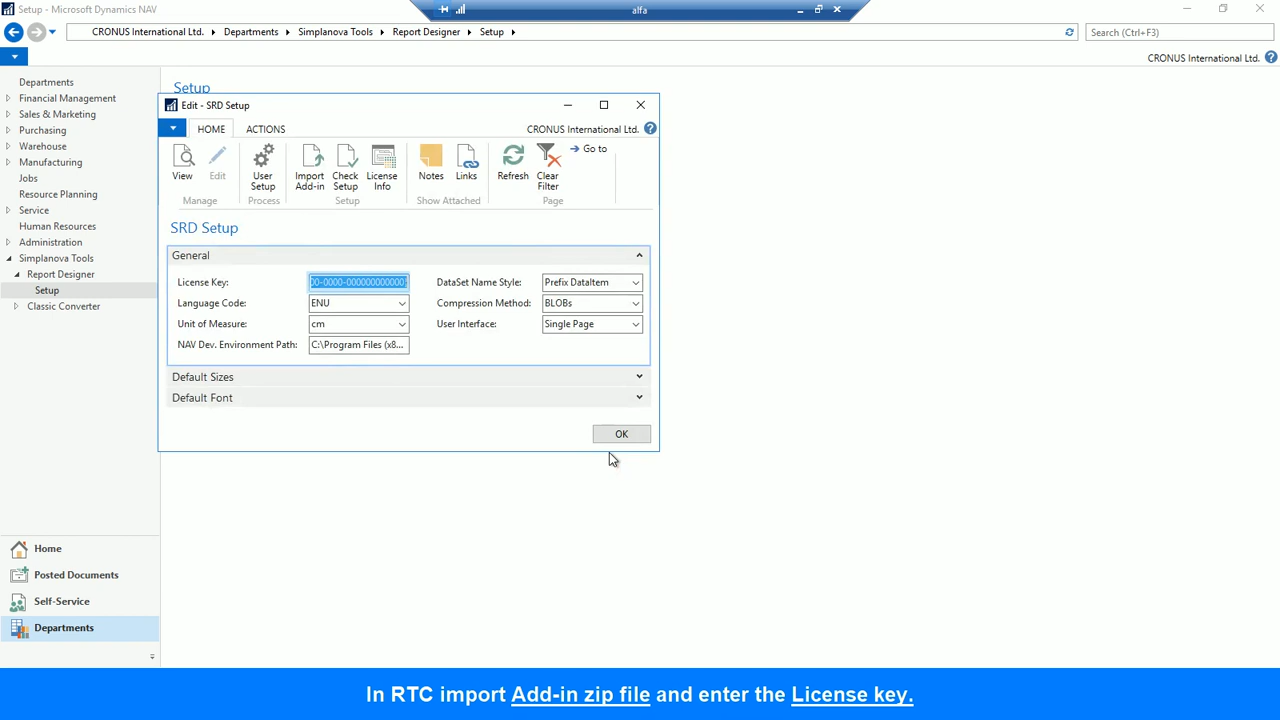 Setup - Microsoft Dynamics NAV
alfa
CRONUS International Ltd.
Departments
Simplanova Tools
Report Designer
Setup
Search (Ctrl+F3)
CRONUS International Ltd.
Departments
Financial Management
Sales & Marketing
Purchasing
Warehouse
Manufacturing
Jobs
Resource Planning
Service
Human Resources
Administration
Simplanova Tools
Report Designer
Setup
Classic Converter
Home
Posted Documents
Self-Service
Departments
Setup
Edit - SRD Setup
HOME
ACTIONS
CRONUS International Ltd.
View
Edit
Manage
User Setup
Process
Import Add-in
Check Setup
License Info
Setup
Notes
Links
Show Attached
Refresh
Clear Filter
Go to
Page
SRD Setup
General
License Key:
00-0000-000000000000
DataSet Name Style:
Prefix DataItem
Language Code:
ENU
Compression Method:
BLOBs
Unit of Measure:
cm
User Interface:
Single Page
NAV Dev. Environment Path:
C:\Program Files (x8...
Default Sizes
Default Font
OK
In RTC import Add-in zip file and enter the License key.